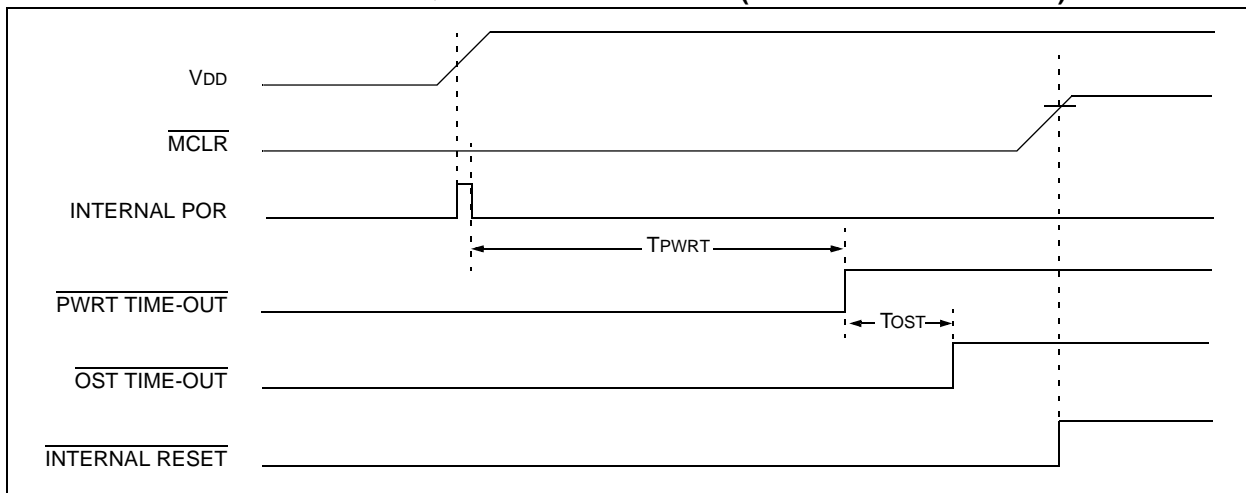 VDD
MCLR
INTERNAL POR
TPWRT
PWRT TIME-OUT
TOST
OST TIME-OUT
INTERNAL RESET